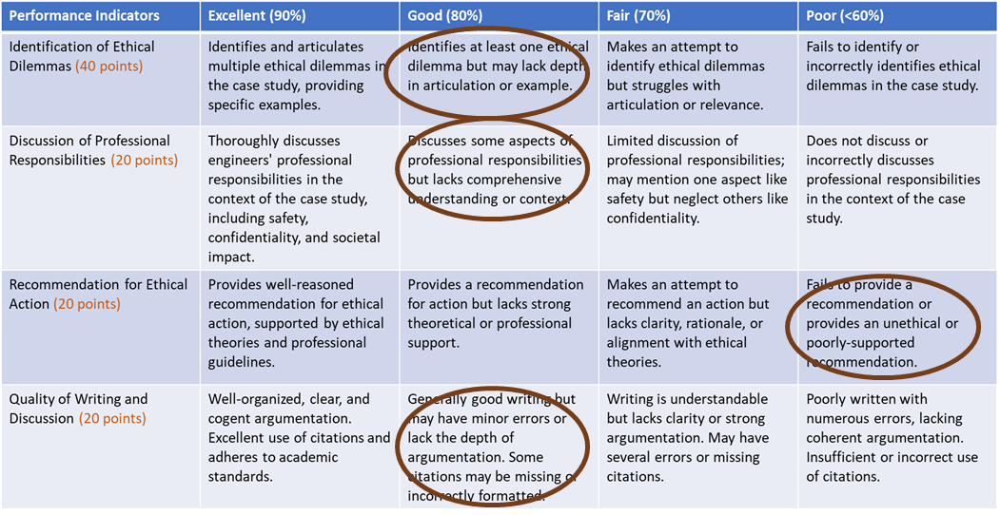 Performance Indicators
Excellent (90%)
Good (80%)
Fair (70%)
Poor (<60%)
Identification of Ethical
Dilemmas (40 points)
Identifies and articulates
multiple ethical dilemmas in
the case study, providing
specific examples.
Identifies at least one ethical
dilemma but may lack depth
in articulation or example.
Makes an attempt to
identify ethical dilemmas
but struggles with
articulation or relevance.
Fails to identify or
incorrectly identifies ethical
dilemmas in the case study.
Discussion of Professional
Responsibilities (20 points)
Thoroughly discusses
engineers' professional
responsibilities in the
context of the case study,
including safety,
confidentiality, and societal
impact.
Discusses some aspects of
professional responsibilities
but lacks comprehensive
understanding or context.
Limited discussion of
professional responsibilities;
may mention one aspect like
safety but neglect others like
confidentiality.
Does not discuss or
incorrectly discusses
professional responsibilities
in the context of the case
study.
Recommendation for Ethical
Action (20 points)
Provides well-reasoned
recommendation for ethical
action, supported by ethical
theories and professional
guidelines.
Provides a recommendation
for action but lacks strong
theoretical or professional
support.
Makes an attempt to
recommend an action but
lacks clarity, rationale, or
alignment with ethical
theories.
Fails to provide a
recommendation or
provides an unethical or
poorly-supported
recommendation.
Quality of Writing and
Discussion (20 points)
Well-organized, clear, and
cogent argumentation.
Excellent use of citations and
adheres to academic
standards.
Generally good writing but
may have minor errors or
lack the depth of
argumentation. Some
citations may be missing or
incorrectly formatted.
Writing is understandable
but lacks clarity or strong
argumentation. May have
several errors or missing
citations.
Poorly written with
numerous errors, lacking
coherent argumentation.
Insufficient or incorrect use
of citations.